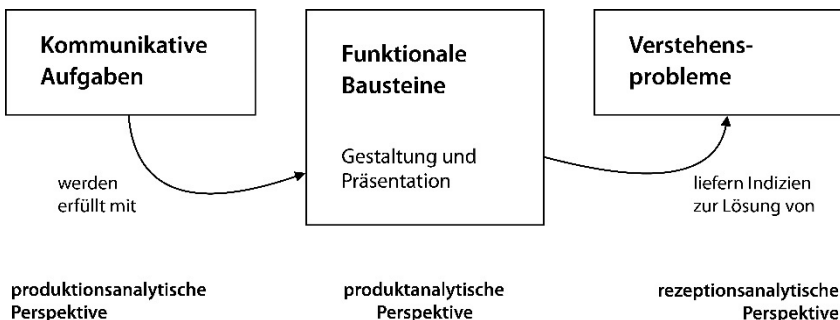 Kommunikative
Aufgaben
Funktionale
Bausteine
Gestaltung und
Präsentation
Verstehens-
probleme
werden
erfüllt mit
liefern Indizien
zur Lösung von
produktionsanalytische
Perspektive
produktanalytische
Perspektive
rezeptionsanalytische
Perspektive